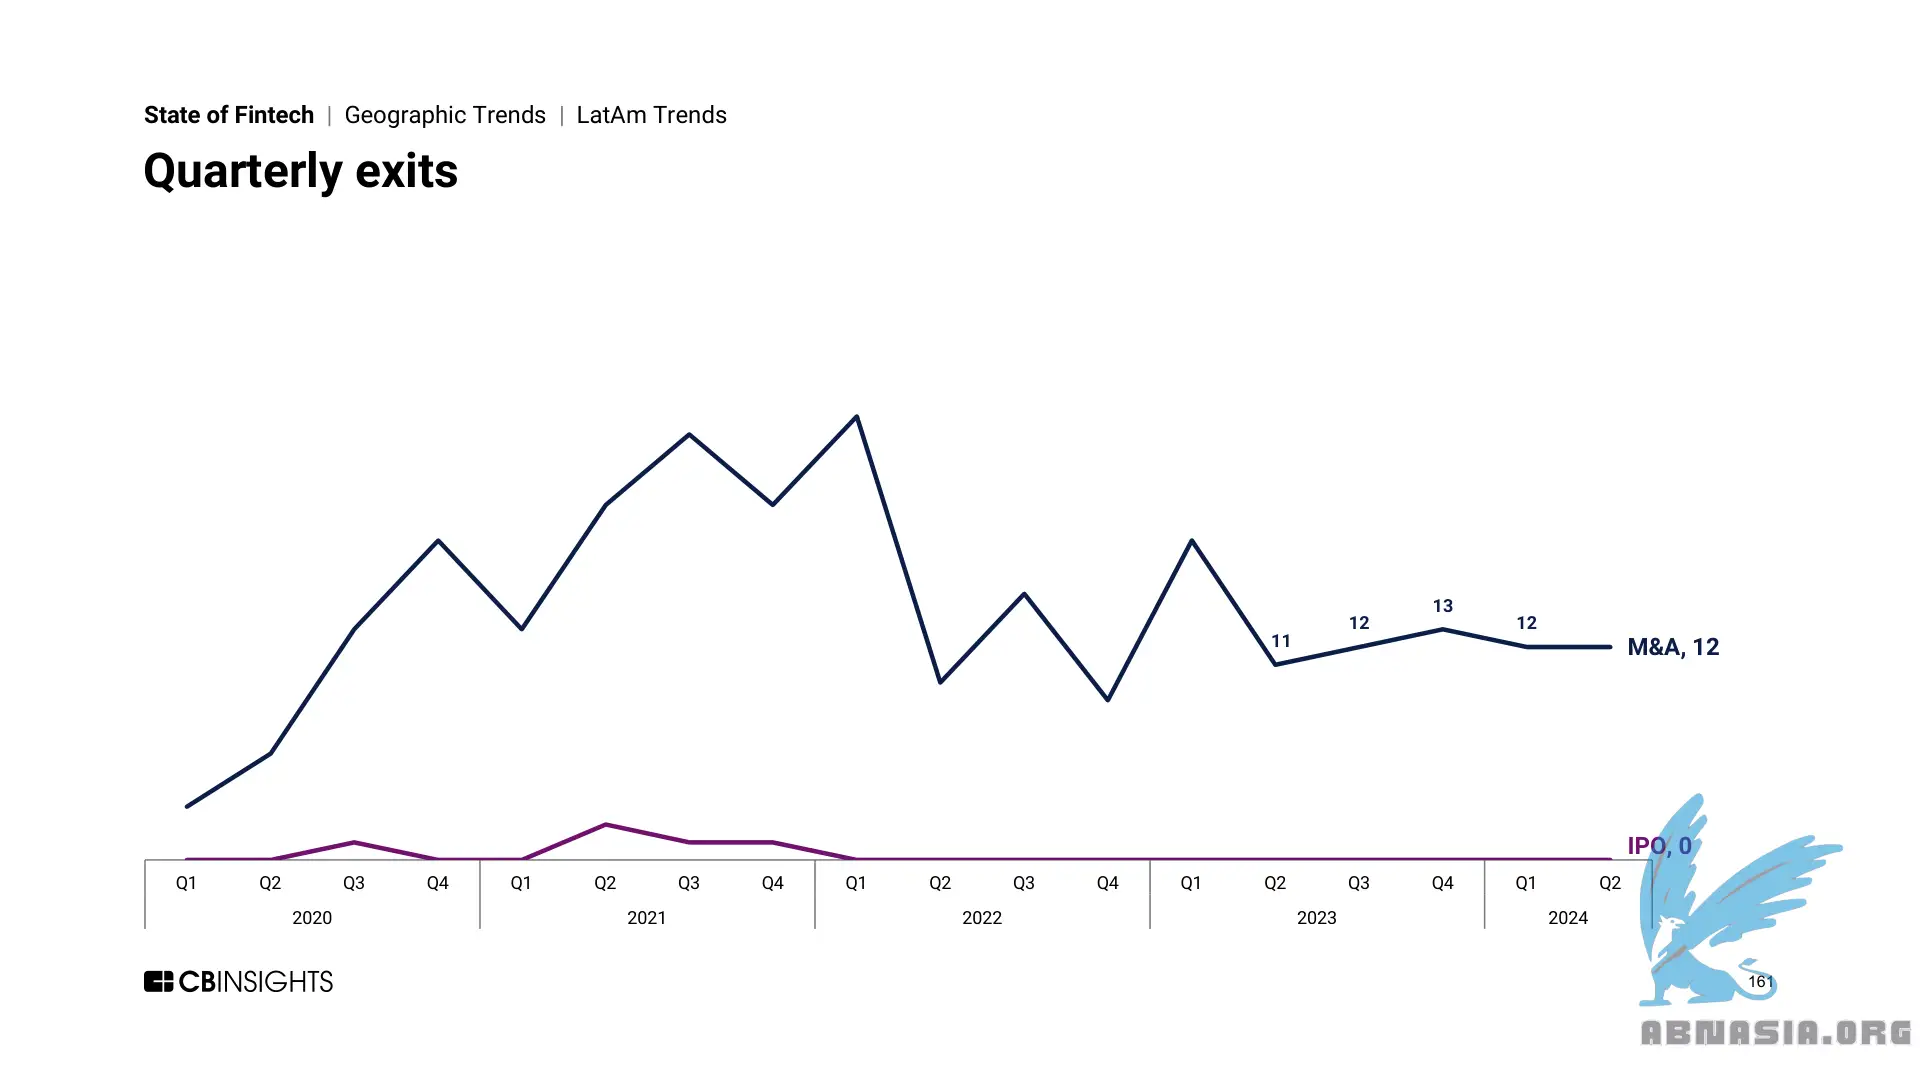 State of Fintech | Geographic Trends | LatAm Trends
Quarterly exits
11
12
13
12
M&A, 12
IPO, 0
Q1 Q2 Q3 Q4 Q1 Q2 Q3 Q4 Q1 Q2 Q3 Q4 Q1 Q2 Q3 Q4 Q1 Q2
2020 2021 2022 2023 2024
CBINSIGHTS
161
ABNASIA.ORG